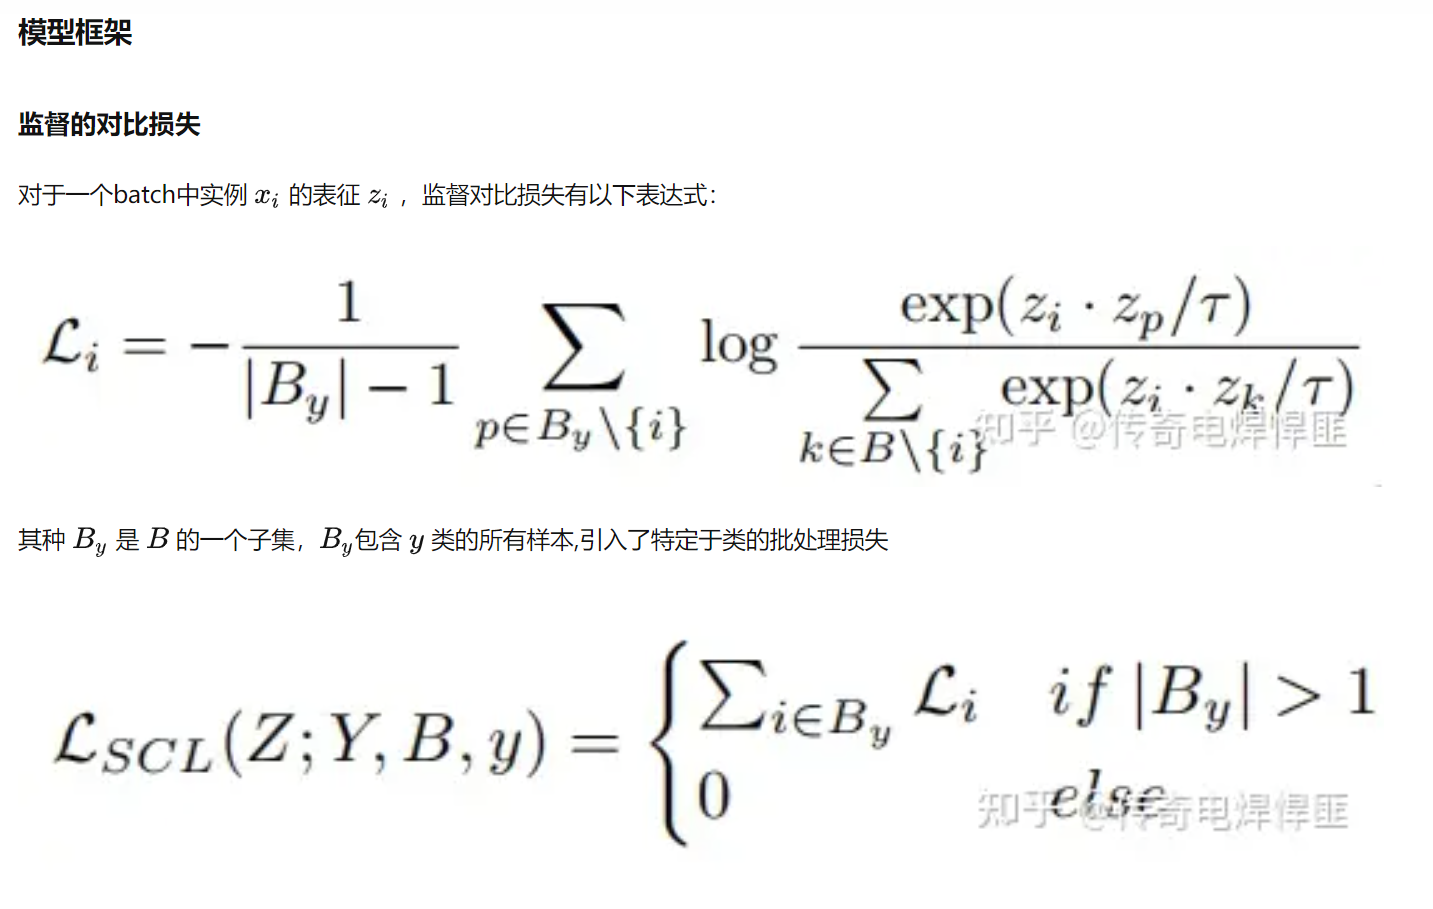 模型框架
监督的对比损失
对于一个batch中实例 x_i 的表征 z_i ，监督对比损失有以下表达式：
\mathcal{L}_i = -\frac{1}{|B_y|-1} \sum_{p \in B_y \setminus \{i\}} \log \frac{\exp(z_i \cdot z_p / \tau)}{\sum_{k \in B \setminus \{i\}} \exp(z_i \cdot z_k / \tau)}
知乎 @传奇电焊悍匪
其种 B_y 是 B 的一个子集，B_y包含 y 类的所有样本,引入了特定于类的批处理损失
\mathcal{L}_{SCL}(Z; Y, B, y) = \begin{cases} \sum_{i \in B_y} \mathcal{L}_i & if |B_y| > 1 \\ 0 & else \end{cases}
知乎 @传奇电焊悍匪